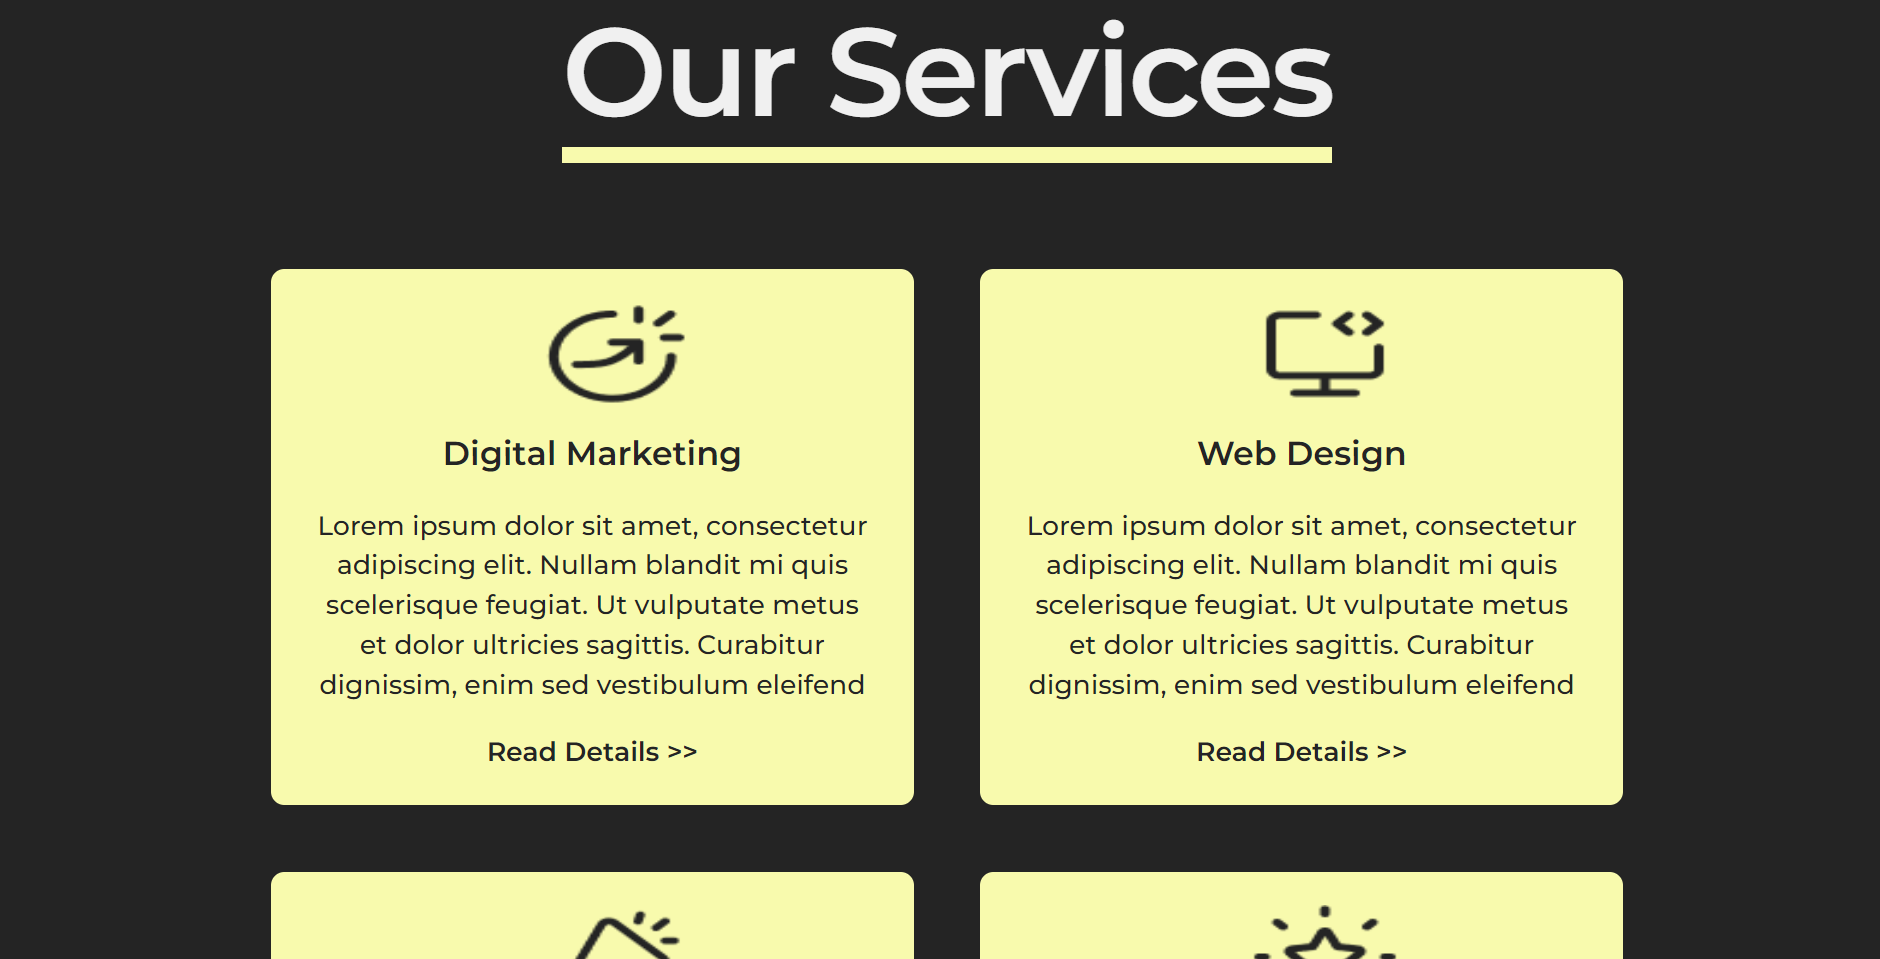 Our Services
Digital Marketing
Lorem ipsum dolor sit amet, consectetur
adipiscing elit. Nullam blandit mi quis
scelerisque feugiat. Ut vulputate metus
et dolor ultricies sagittis. Curabitur
dignissim, enim sed vestibulum eleifend
Read Details >>
Web Design
Lorem ipsum dolor sit amet, consectetur
adipiscing elit. Nullam blandit mi quis
scelerisque feugiat. Ut vulputate metus
et dolor ultricies sagittis. Curabitur
dignissim, enim sed vestibulum eleifend
Read Details >>